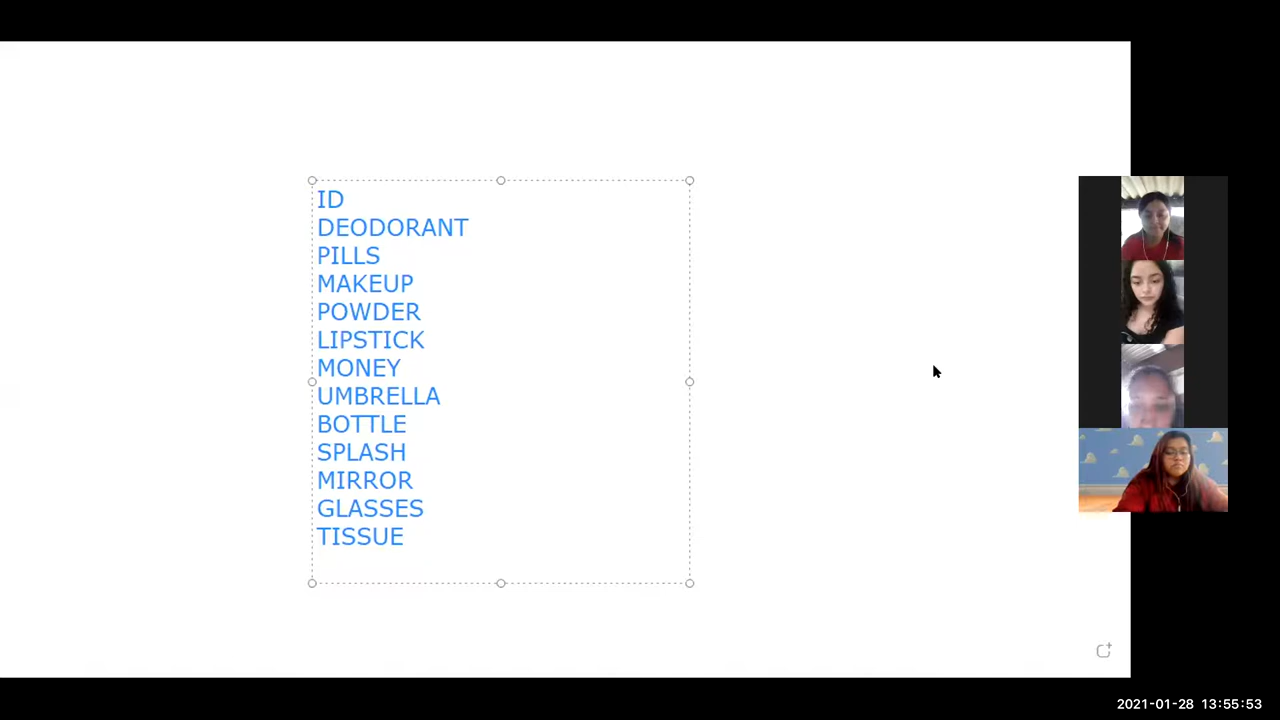 ID
DEODORANT
PILLS
MAKEUP
POWDER
LIPSTICK
MONEY
UMBRELLA
BOTTLE
SPLASH
MIRROR
GLASSES
TISSUE
2021-01-28 13:55:53